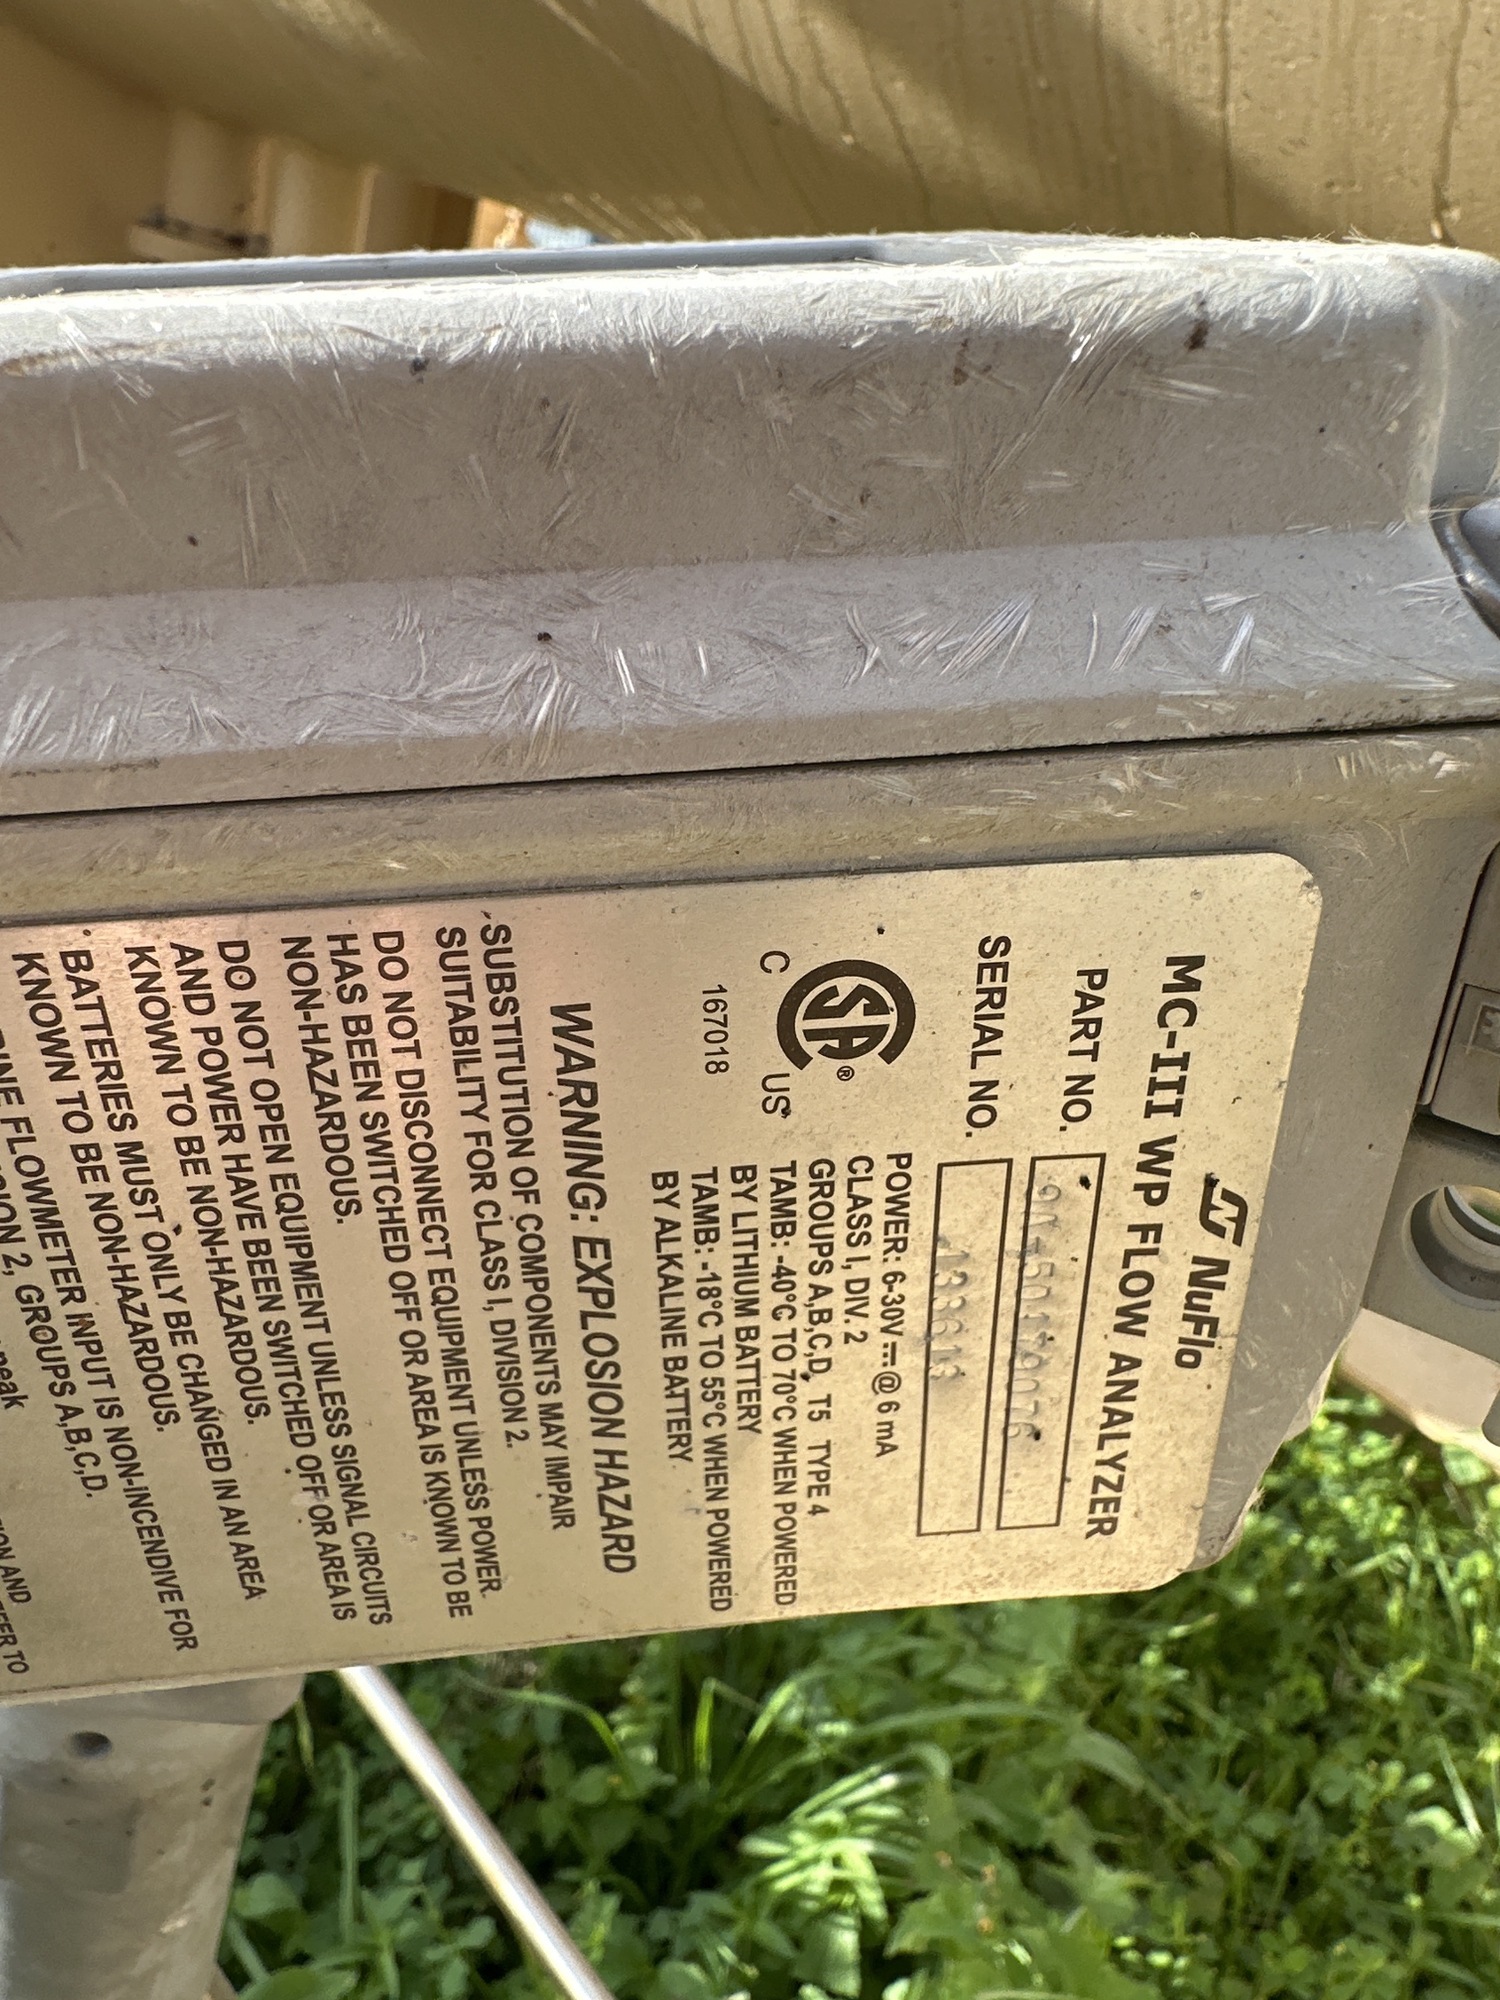 NuFlo
MC-III WP FLOW ANALYZER
PART NO.
SERIAL NO.
CSA®
C US
167018
POWER: 6-30V ⎓ @ 6 mA
CLASS I, DIV. 2
GROUPS A,B,C,D, T5 TYPE 4
TAMB: -40°C TO 70°C WHEN POWERED
BY LITHIUM BATTERY
TAMB: -18°C TO 55°C WHEN POWERED
BY ALKALINE BATTERY
WARNING: EXPLOSION HAZARD
·SUBSTITUTION OF COMPONENTS MAY IMPAIR
SUITABILITY FOR CLASS I, DIVISION 2.
DO NOT DISCONNECT EQUIPMENT UNLESS POWER
HAS BEEN SWITCHED OFF OR AREA IS KNOWN TO BE
NON-HAZARDOUS.
DO NOT OPEN EQUIPMENT UNLESS SIGNAL CIRCUITS
AND POWER HAVE BEEN SWITCHED OFF OR AREA IS
KNOWN TO BE NON-HAZARDOUS.
·BATTERIES MUST ONLY BE CHANGED IN AN AREA
KNOWN TO BE NON-HAZARDOUS.
FLOWMETER INPUT IS NON-INCENDIVE FOR
2, GROUPS A,B,C,D.
AND
TO